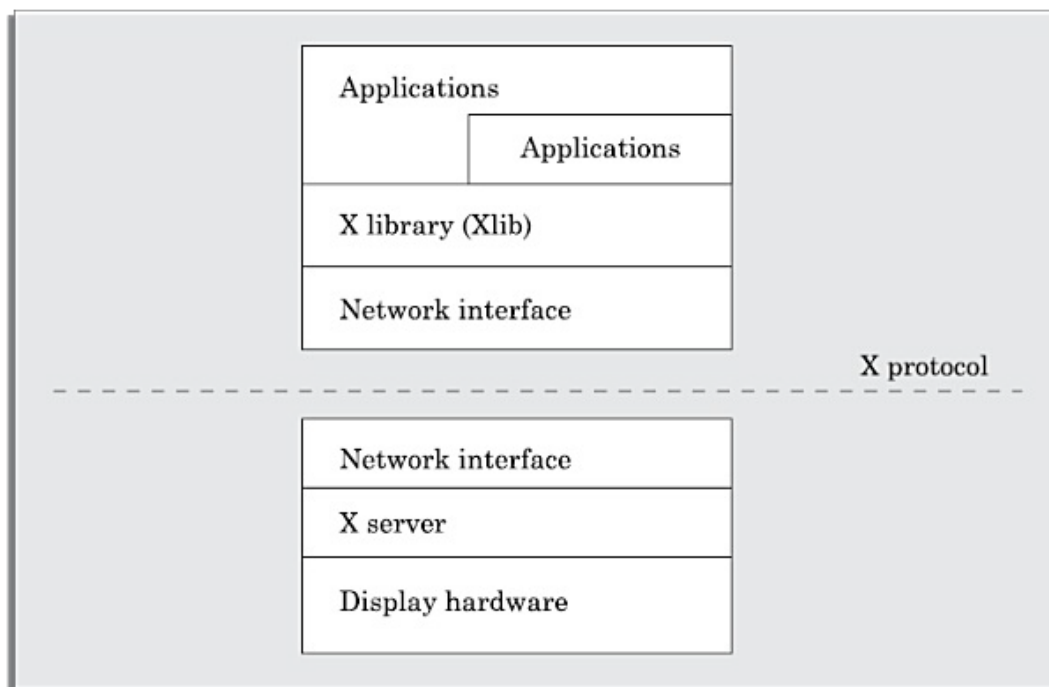 Applications
Applications
X library (Xlib)
Network interface
X protocol
Network interface
X server
Display hardware